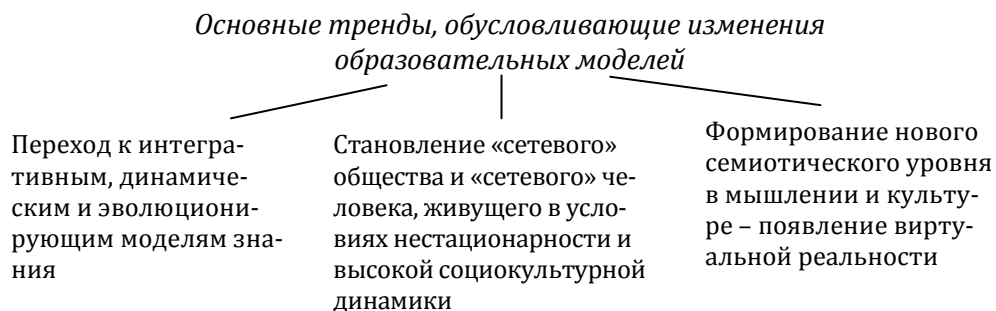 Основные тренды, обусловливающие изменения
образовательных моделей
Переход к интегра-
тивным, динамиче-
ским и эволюциони-
рующим моделям зна-
ния
Становление «сетевого»
общества и «сетевого» че-
ловека, живущего в усло-
виях нестационарности и
высокой социокультурной
динамики
Формирование нового
семиотического уровня
в мышлении и культу-
ре – появление вирту-
альной реальности